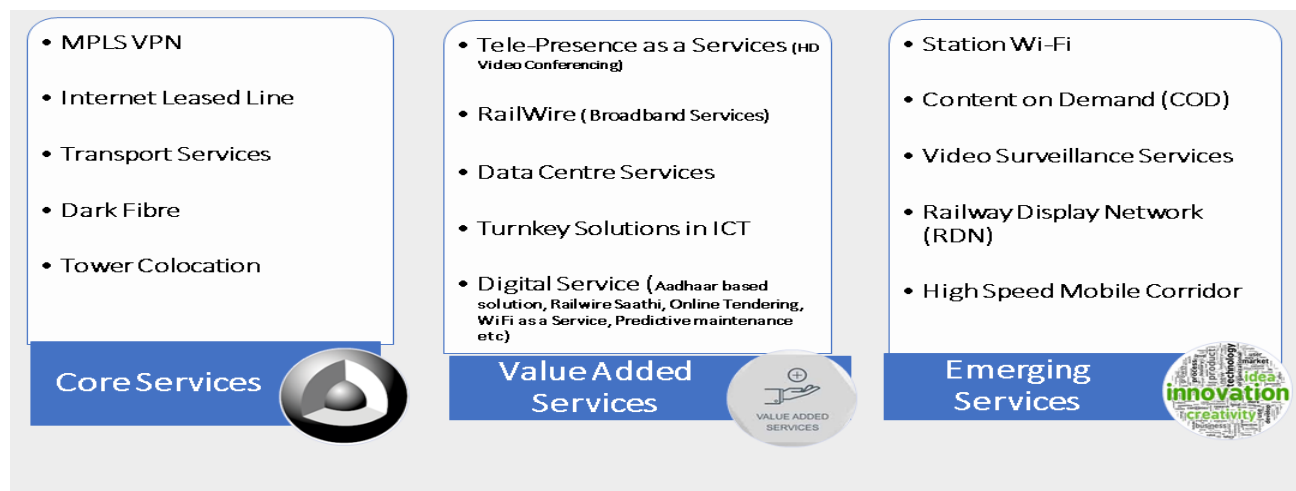 • MPLS VPN
• Internet Leased Line
• Transport Services
• Dark Fibre
• Tower Colocation
Core Services
• Tele-Presence as a Services (HD
Video Conferencing)
• RailWire (Broadband Services)
• Data Centre Services
• Turnkey Solutions in ICT
• Digital Service (Aadhaar based
solution, Railwire Saathi, Online Tendering,
WiFi as a Service, Predictive maintenance
etc)
Value Added
Services
VALUE ADDED
SERVICES
• Station Wi-Fi
• Content on Demand (COD)
• Video Surveillance Services
• Railway Display Network
(RDN)
• High Speed Mobile Corridor
Emerging
Services
technology
market
idea
innovation
creativity
business